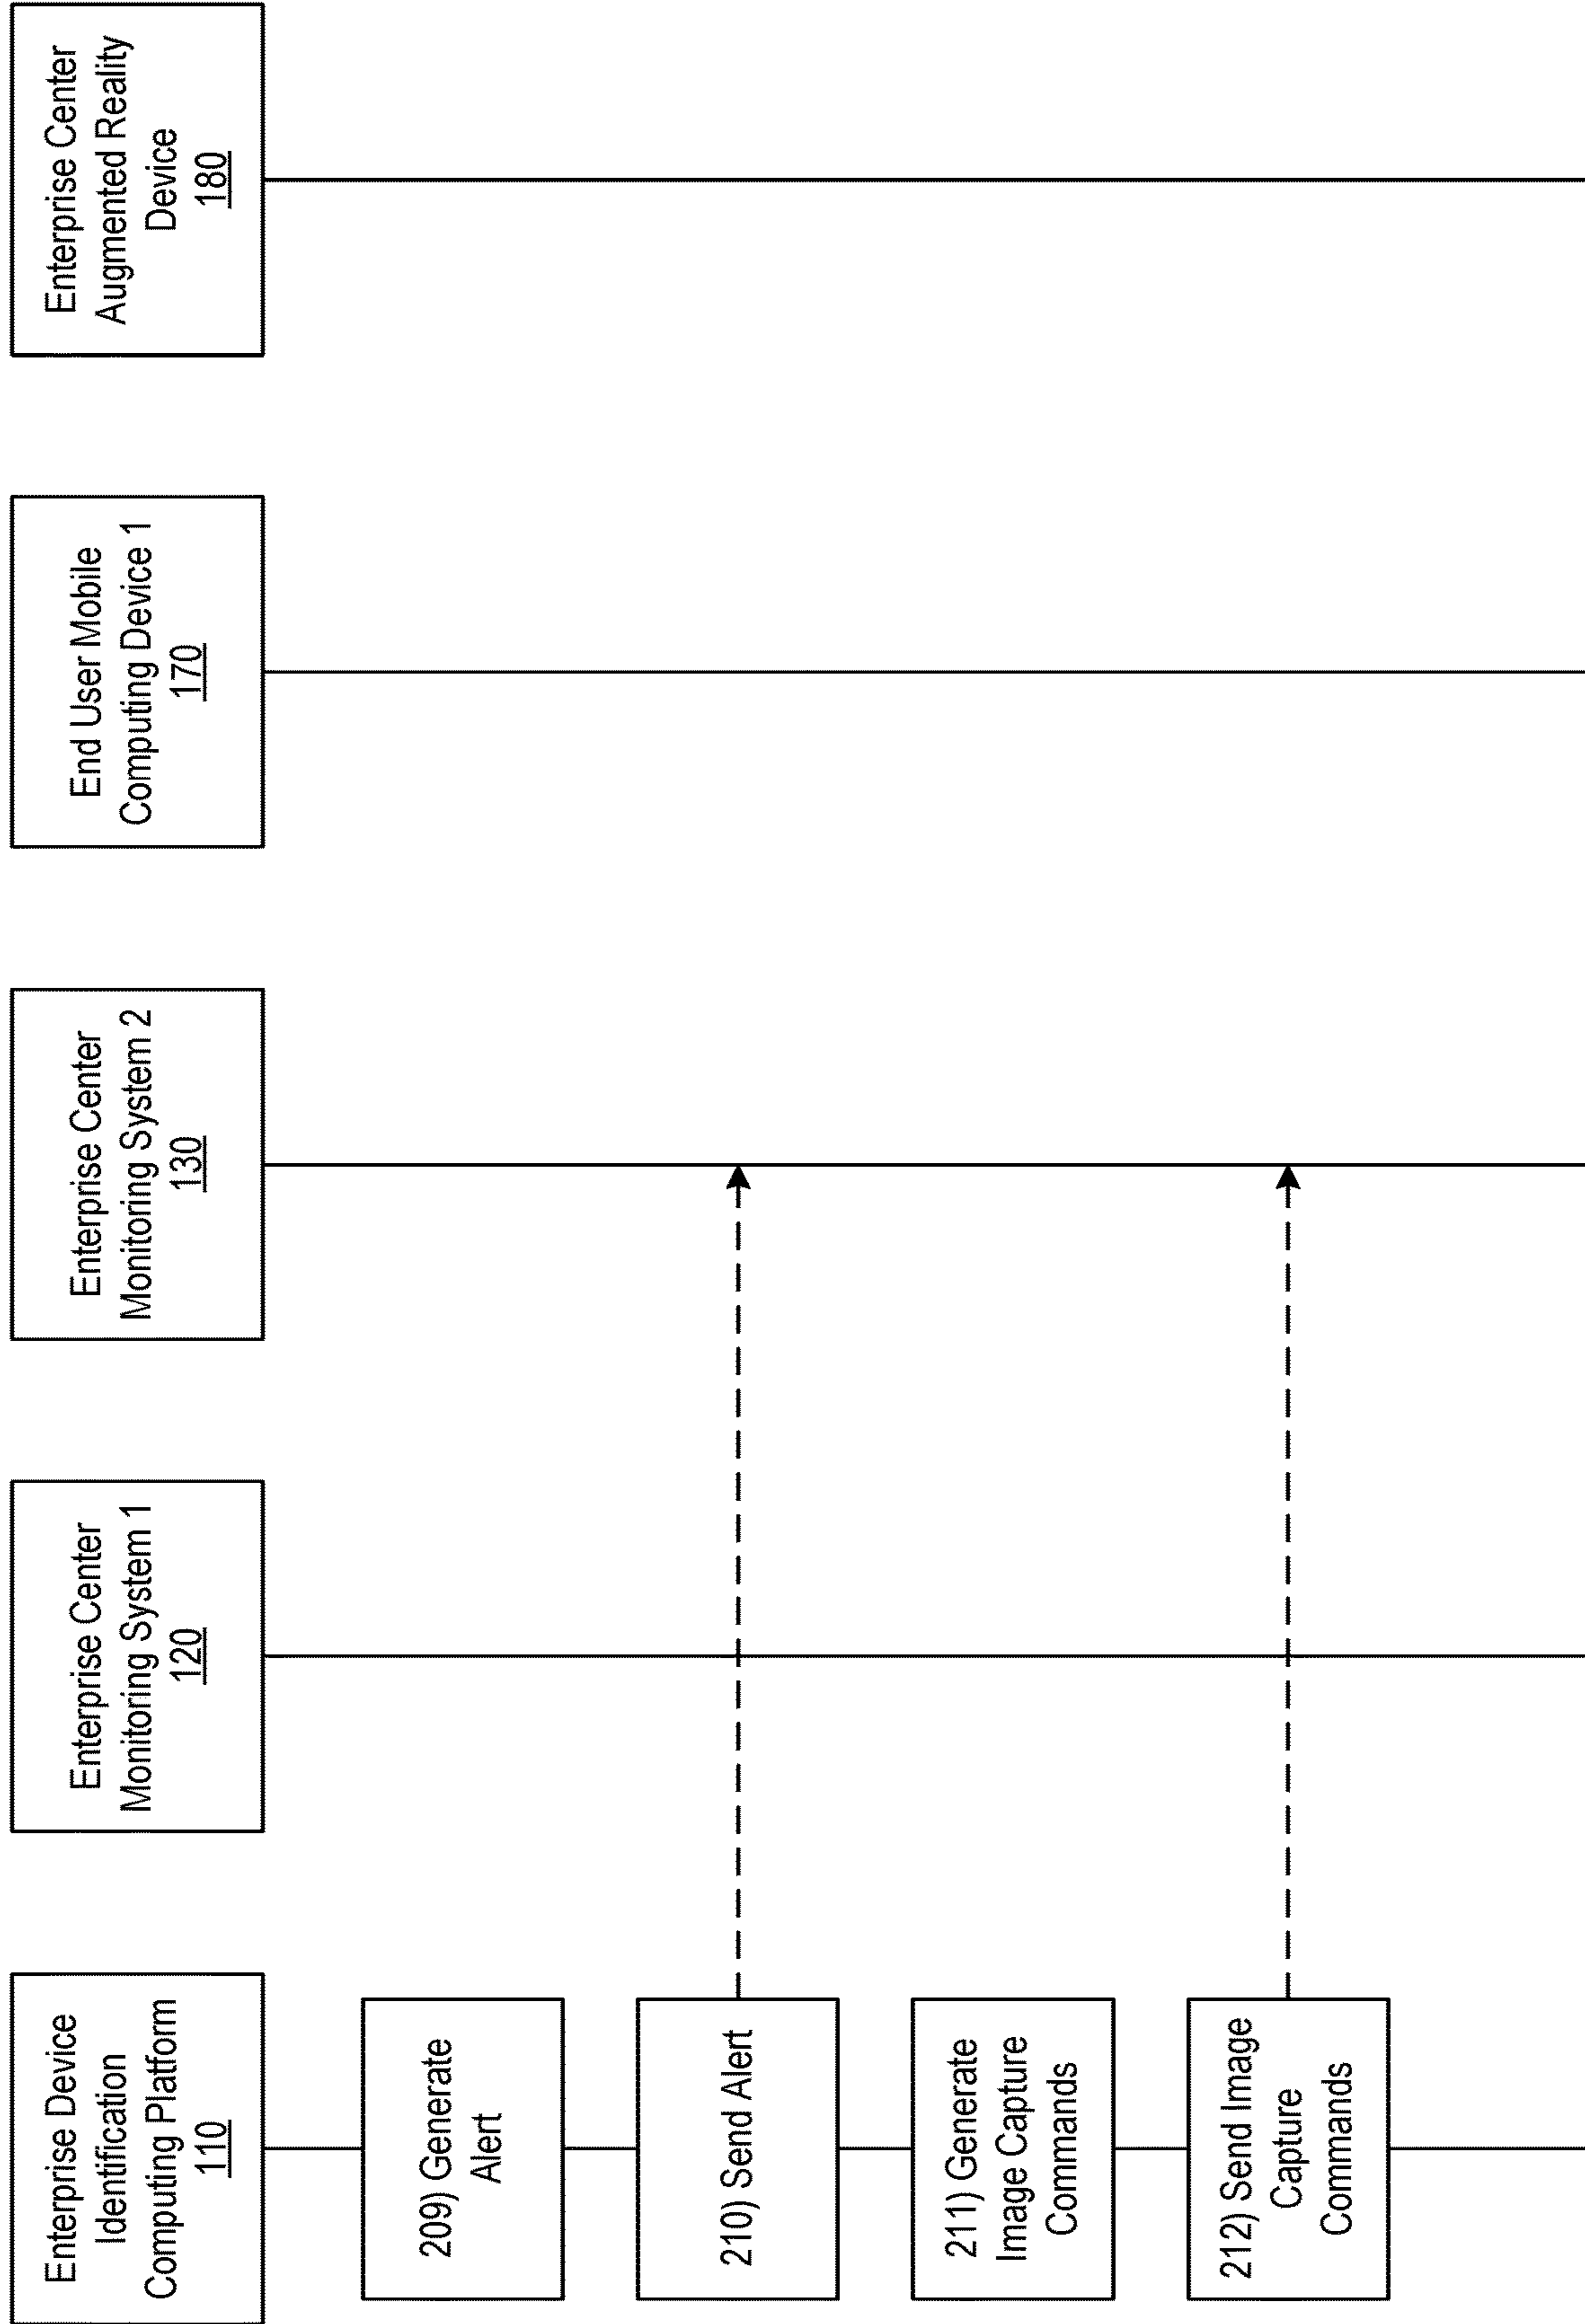 Enterprise Device
Identification
Computing Platform
110
Enterprise Center
Monitoring System 1
120
Enterprise Center
Monitoring System 2
130
End User Mobile
Computing Device 1
170
Enterprise Center
Augmented Reality
Device
180
209) Generate
Alert
210) Send Alert
211) Generate
Image Capture
Commands
212) Send Image
Capture
Commands